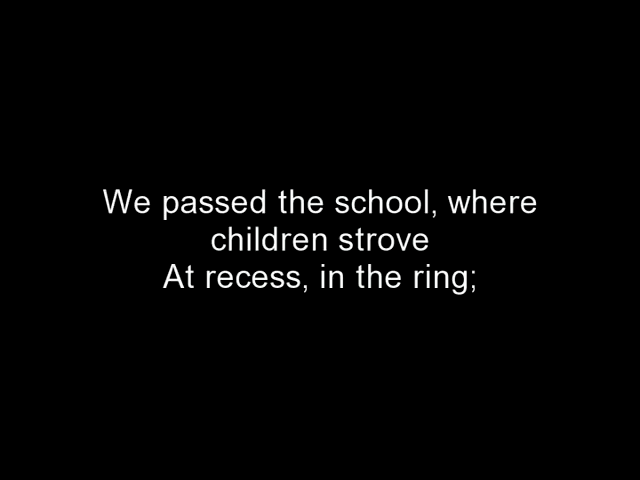 We passed the school, where
children strove
At recess, in the ring;